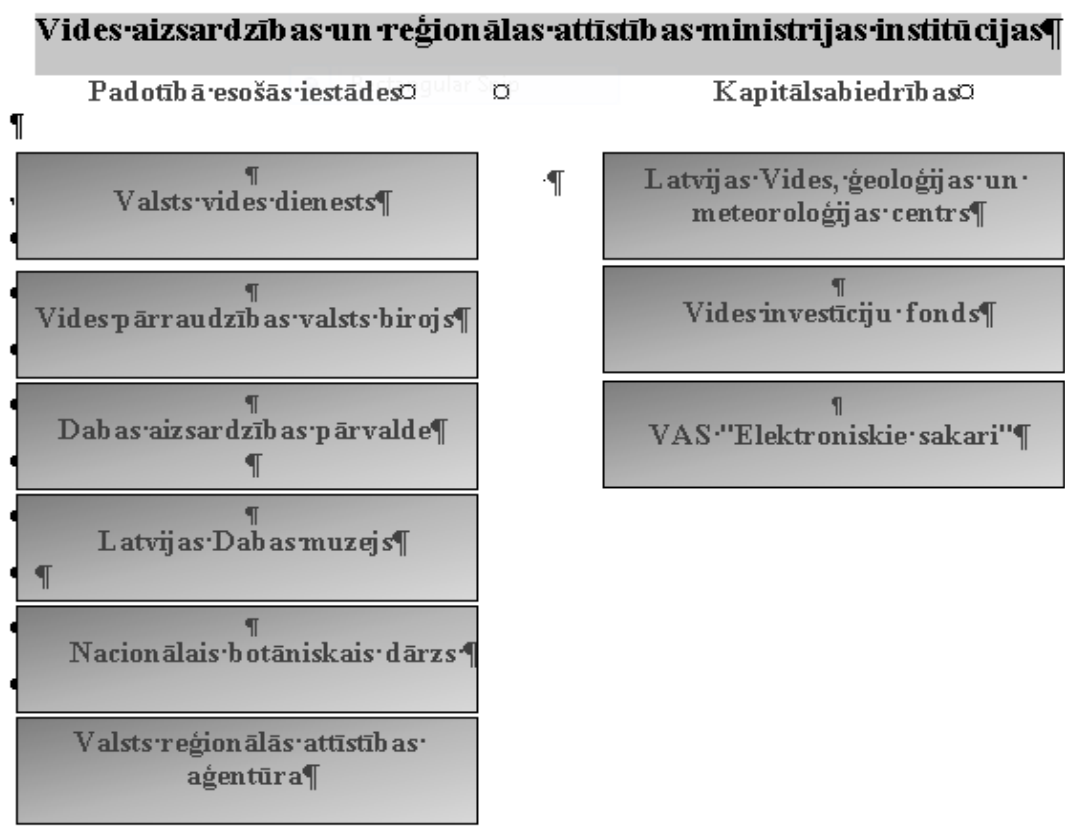 Vides aizsardzības un reģionālas attīstības ministrijas institūcijas¶
Padotībā esošās iestādes¤ ¤ Kapitālsabiedrības¤
¶
¶
Valsts vides dienests¶
¶
Vides pārraudzības valsts birojs¶
¶
Dabas aizsardzības pārvalde¶
¶
¶
Latvijas Dabas muzejs¶
¶
¶
Nacionālais botāniskais dārzs ¶
Valsts reģionālās attīstības
aģentūra¶
¶
Latvijas Vides, ģeoloģijas un
meteoroloģijas centrs¶
¶
Vides investīciju fonds¶
¶
VAS "Elektroniskie sakari"¶